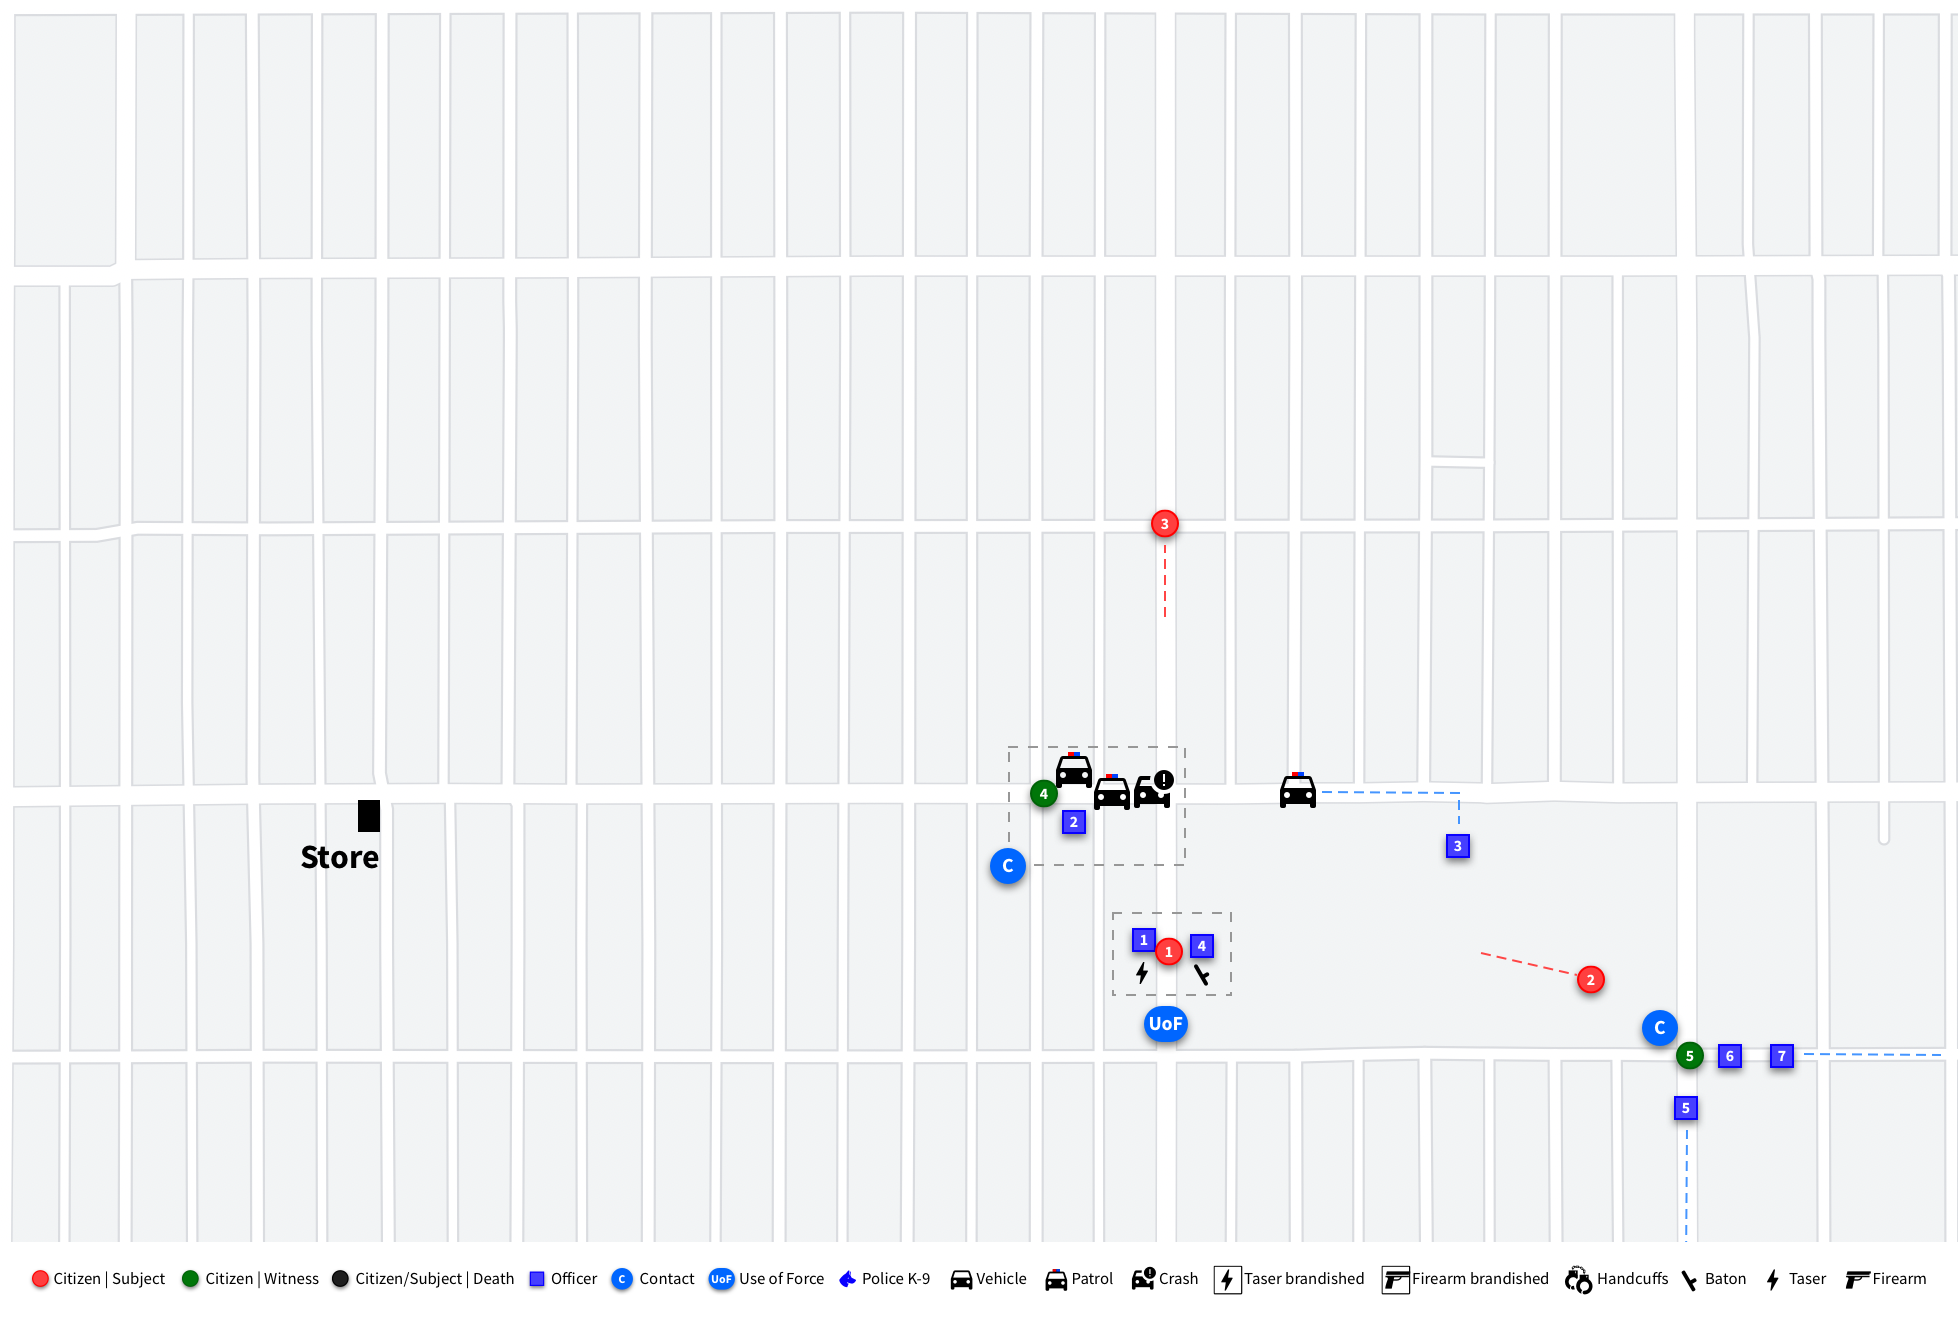 3
4
2
3
Store
C
1
1
4
2
UoF
C
5
6
7
5
Citizen | Subject
Citizen | Witness
Citizen/Subject | Death
Officer
C
Contact
UoF
Use of Force
Police K-9
Vehicle
Patrol
!
Crash
Taser brandished
Firearm brandished
Handcuffs
Baton
Taser
Firearm